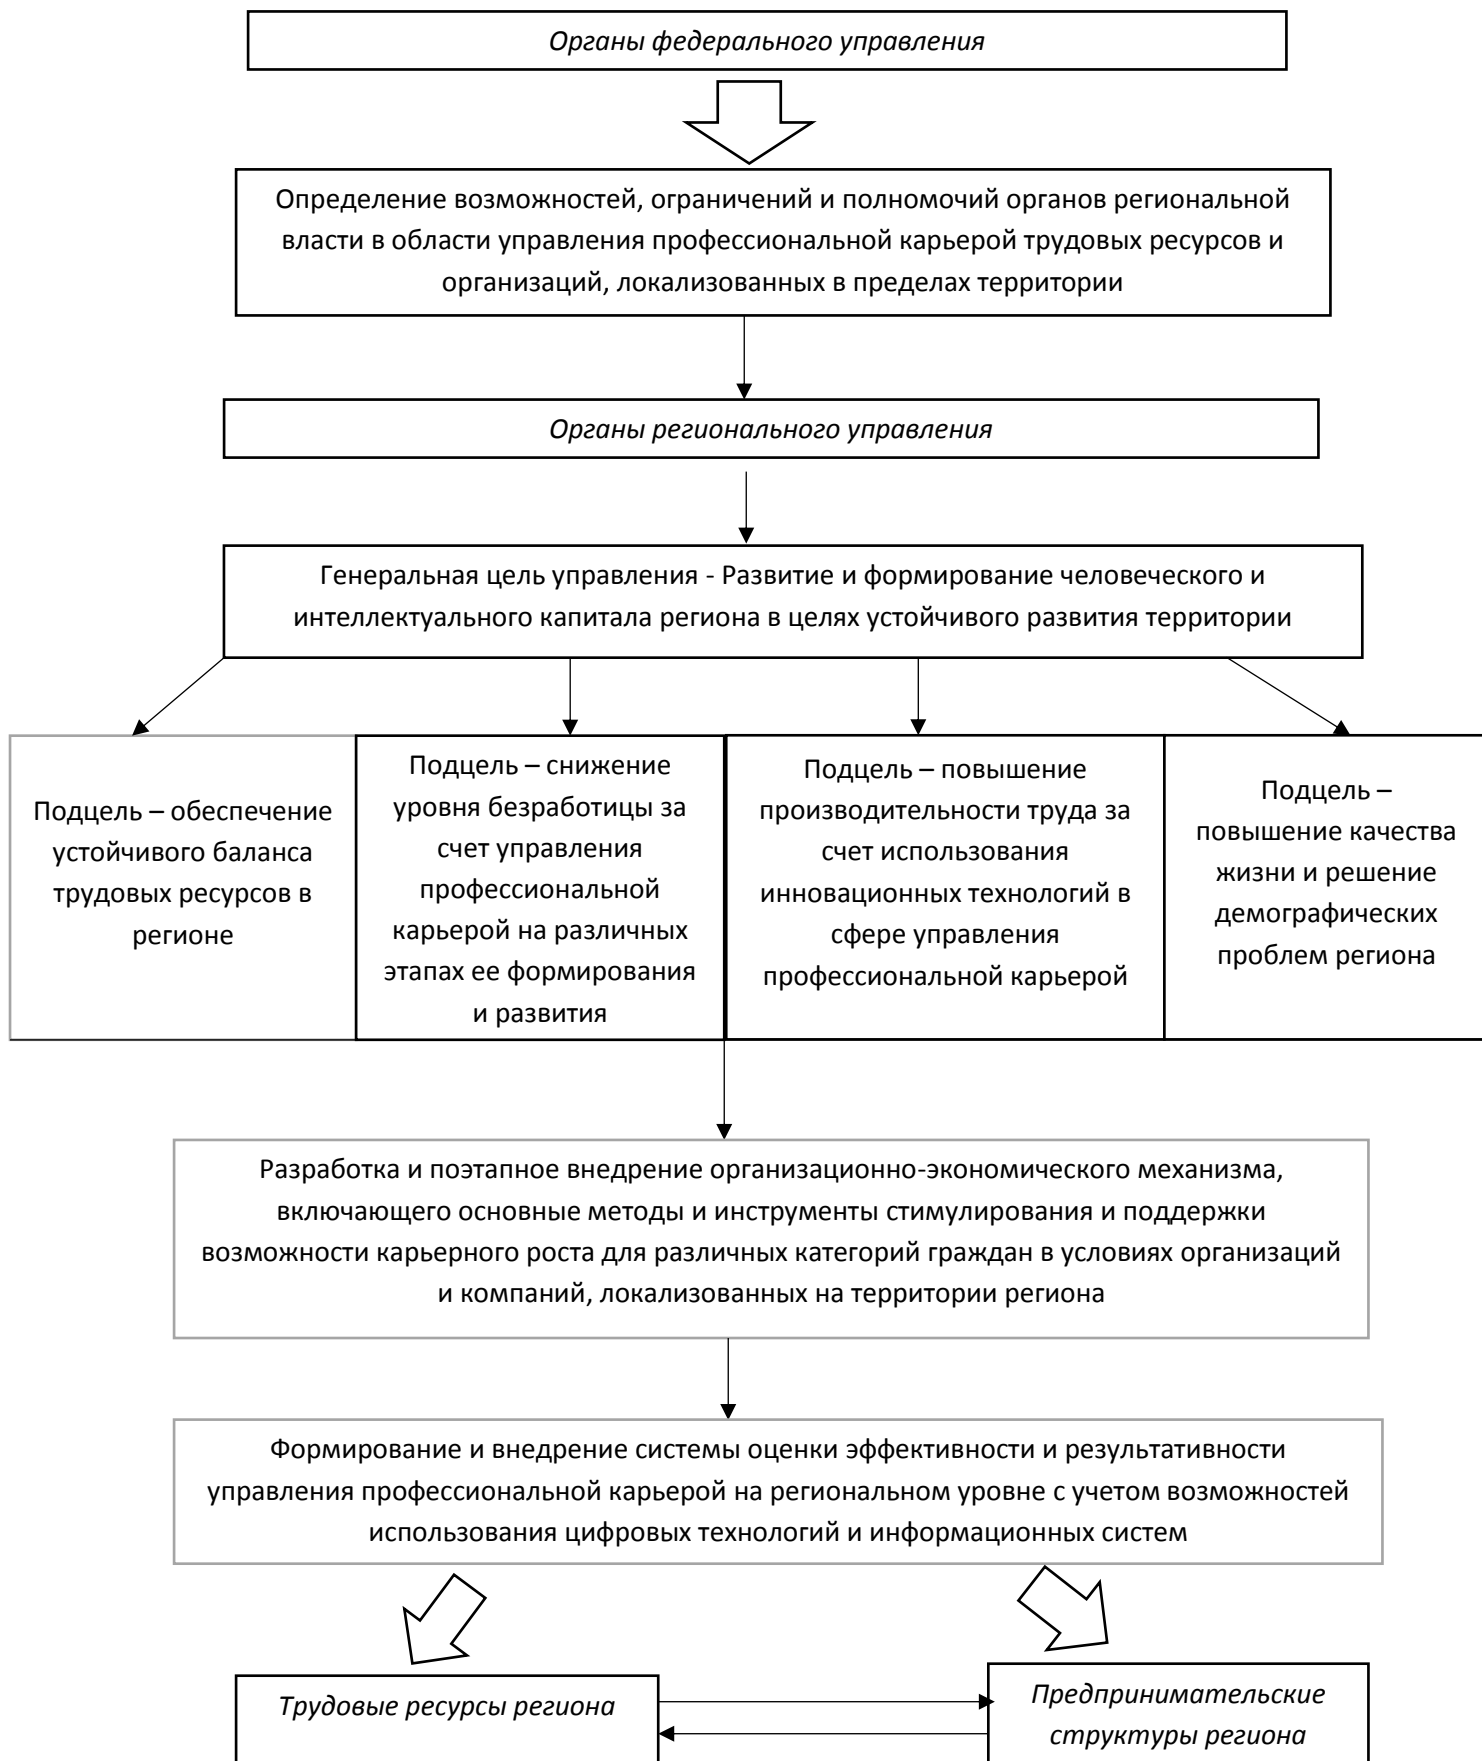 Органы федерального управления
Определение возможностей, ограничений и полномочий органов региональной
власти в области управления профессиональной карьерой трудовых ресурсов и
организаций, локализованных в пределах территории
Органы регионального управления
Генеральная цель управления - Развитие и формирование человеческого и
интеллектуального капитала региона в целях устойчивого развития территории
Подцель – обеспечение
устойчивого баланса
трудовых ресурсов в
регионе
Подцель – снижение
уровня безработицы за
счет управления
профессиональной
карьерой на различных
этапах ее формирования
и развития
Подцель – повышение
производительности труда за
счет использования
инновационных технологий в
сфере управления
профессиональной карьерой
Подцель –
повышение качества
жизни и решение
демографических
проблем региона
Разработка и поэтапное внедрение организационно-экономического механизма,
включающего основные методы и инструменты стимулирования и поддержки
возможности карьерного роста для различных категорий граждан в условиях организаций
и компаний, локализованных на территории региона
Формирование и внедрение системы оценки эффективности и результативности
управления профессиональной карьерой на региональном уровне с учетом возможностей
использования цифровых технологий и информационных систем
Трудовые ресурсы региона
Предпринимательские
структуры региона